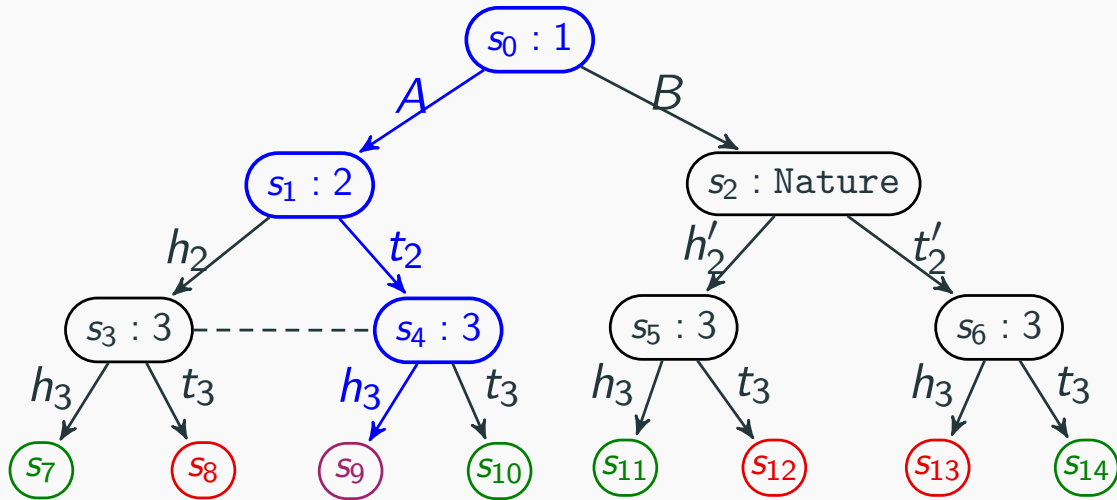 s₀ : 1
A B
s₁ : 2 s₂ : Nature
h₂ t₂ h′₂ t′₂
s₃ : 3 s₄ : 3 s₅ : 3 s₆ : 3
h₃ t₃ h₃ t₃ h₃ t₃ h₃ t₃
s₇ s₈ s₉ s₁₀ s₁₁ s₁₂ s₁₃ s₁₄